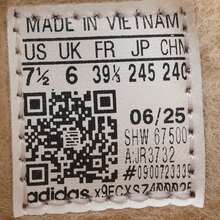 MADE IN VIETNAM
US UK FR JP CHN
7½ 6 39⅓ 245 240
06/25
SHW 67500
A:JR3732
adidas